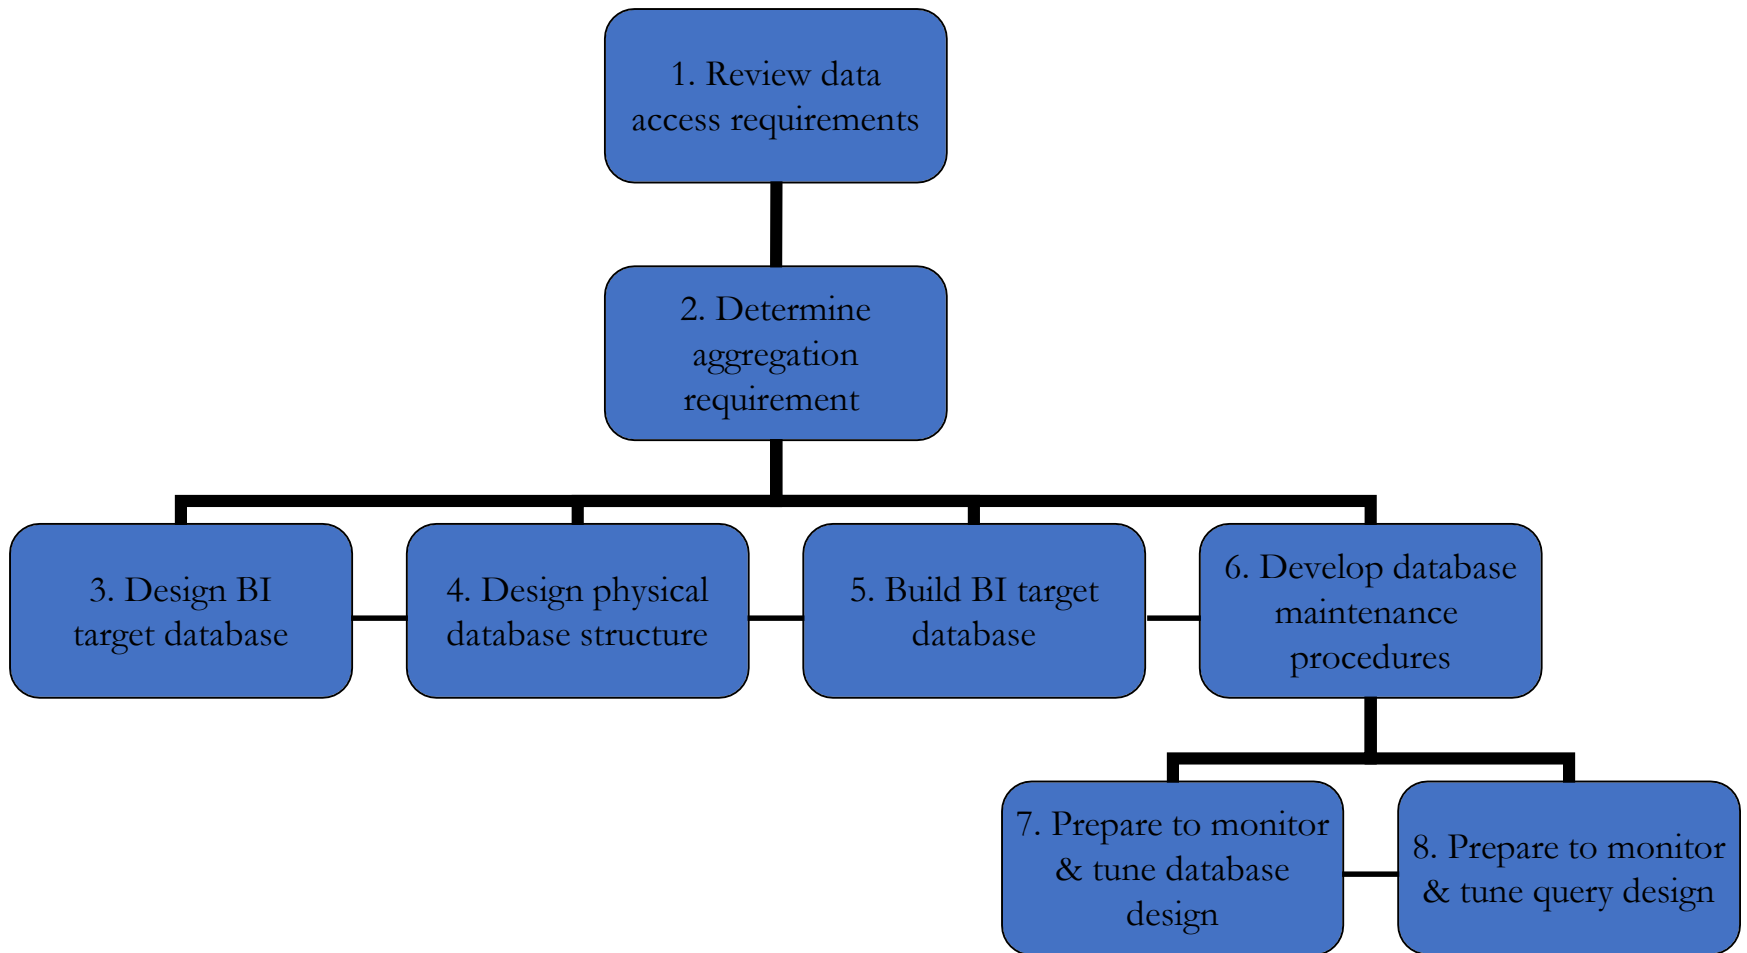 1. Review data
access requirements
2. Determine
aggregation
requirement
3. Design BI
target database
4. Design physical
database structure
5. Build BI target
database
6. Develop database
maintenance
procedures
7. Prepare to monitor
& tune database
design
8. Prepare to monitor
& tune query design